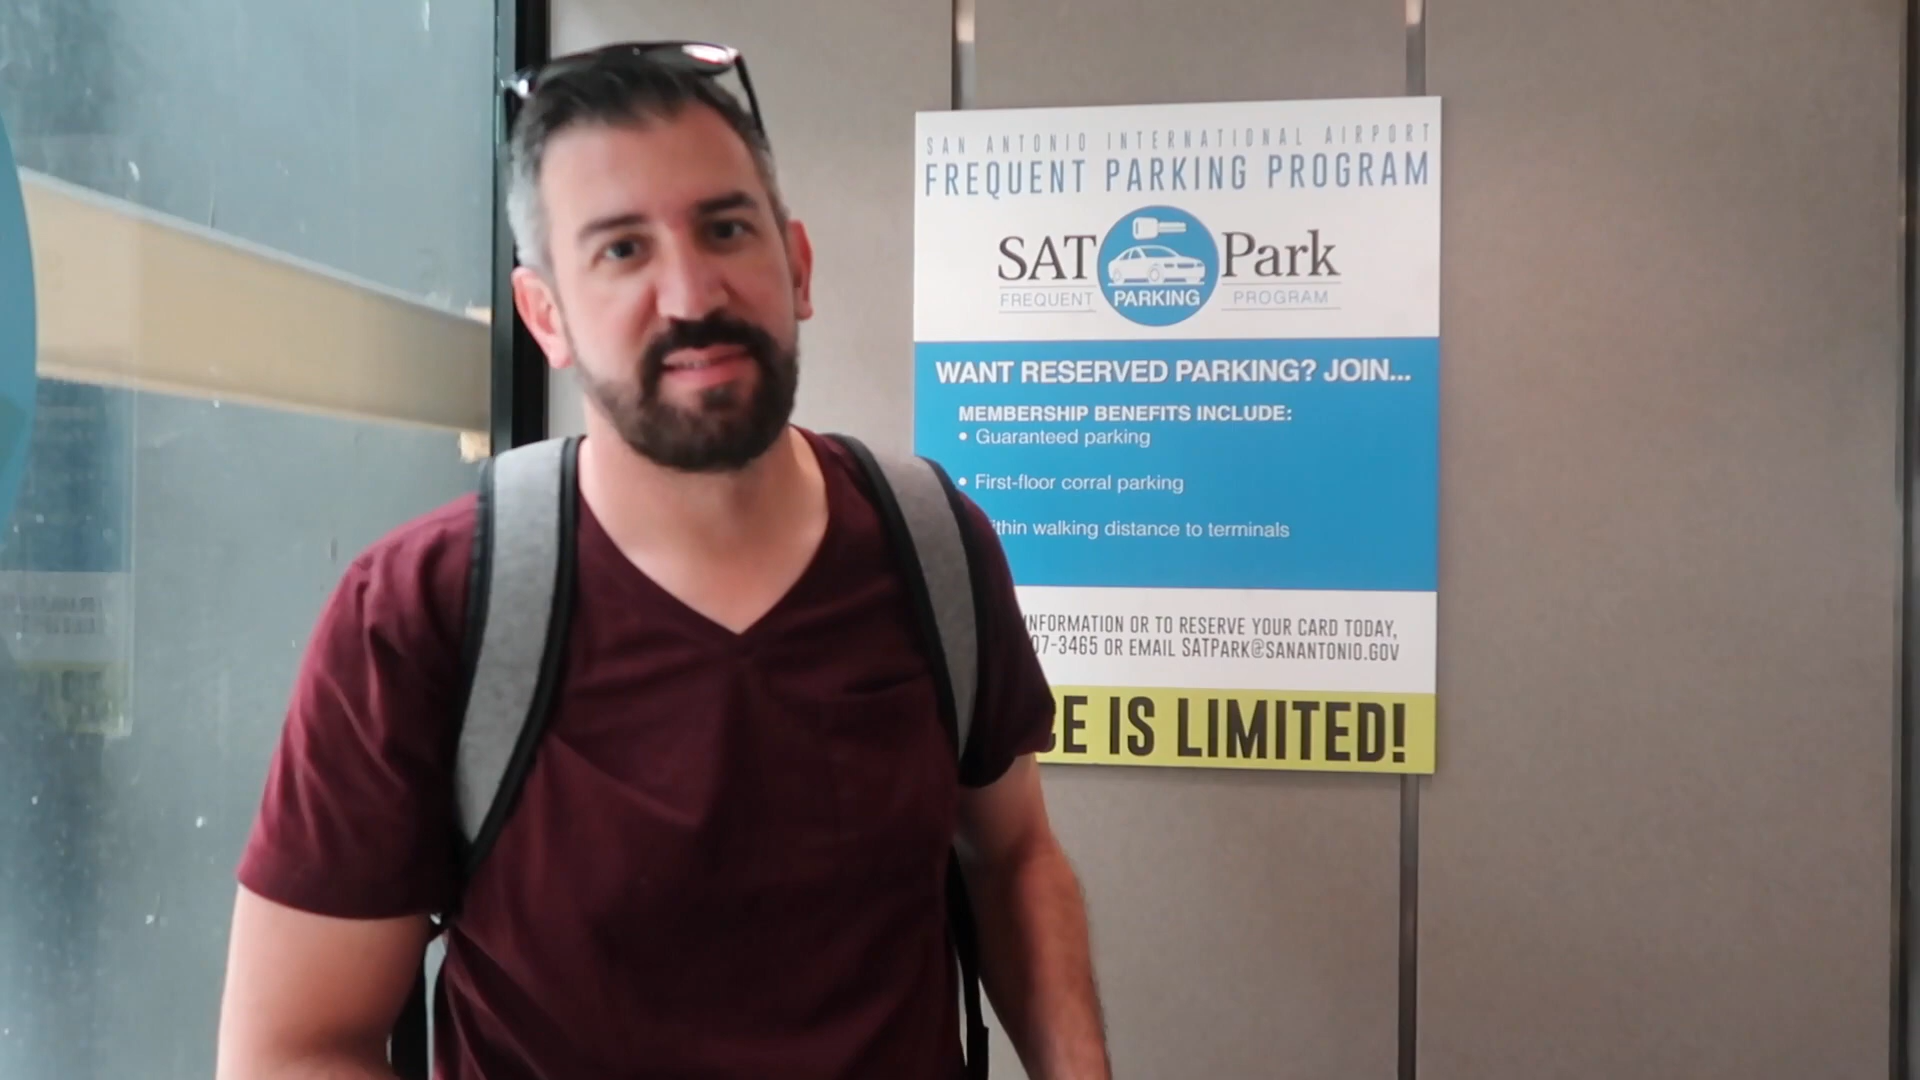 SAN ANTONIO INTERNATIONAL AIRPORT
FREQUENT PARKING PROGRAM
SAT Park
FREQUENT PARKING PROGRAM
WANT RESERVED PARKING? JOIN...
MEMBERSHIP BENEFITS INCLUDE:
• Guaranteed parking
• First-floor corral parking
walking distance to terminals
INFORMATION OR TO RESERVE YOUR CARD TODAY,
07-3465 OR EMAIL SATPARK@SANANTONIO.GOV
IS LIMITED!